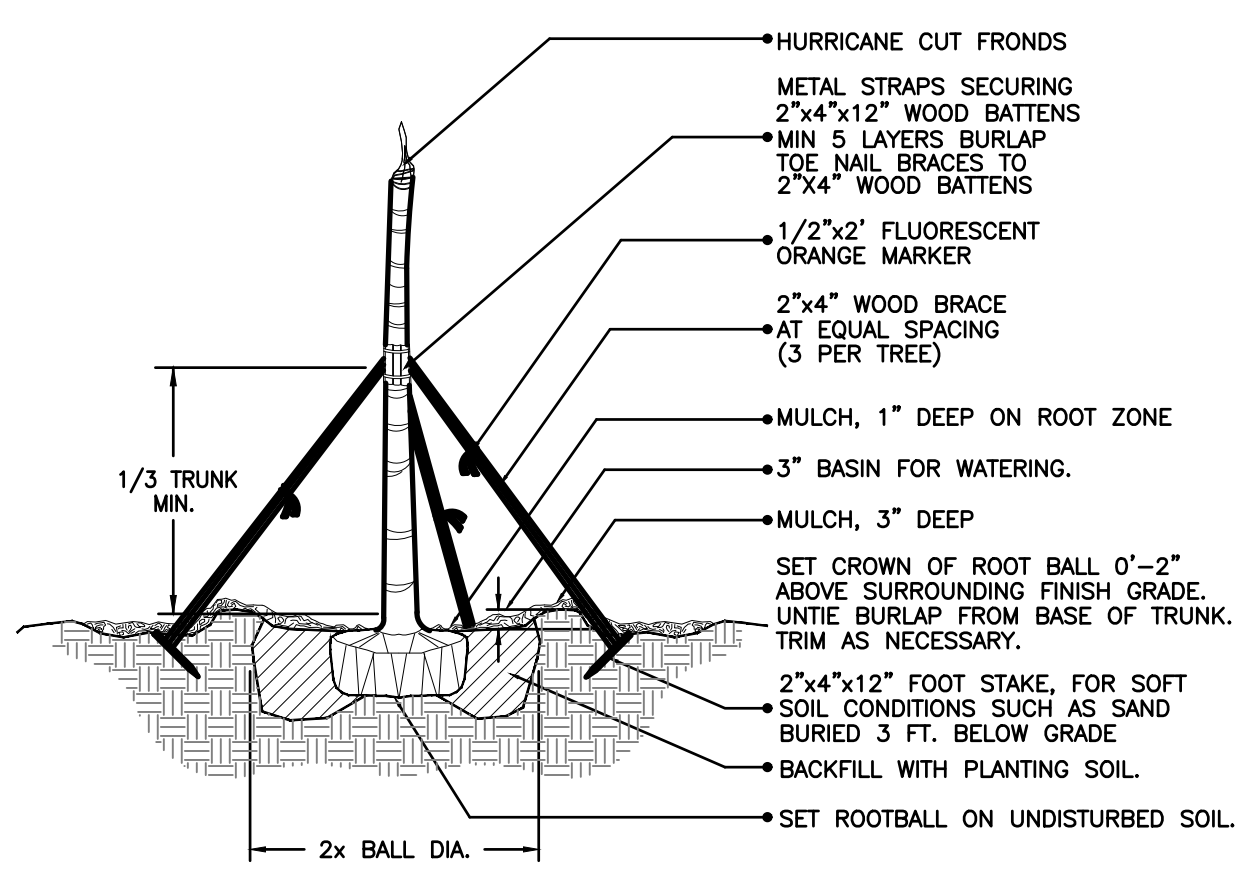 HURRICANE CUT FRONDS
METAL STRAPS SECURING
2"x4"x12" WOOD BATTENS
MIN 5 LAYERS BURLAP
TOE NAIL BRACES TO
2"X4" WOOD BATTENS
1/2"x2' FLUORESCENT
ORANGE MARKER
2"x4" WOOD BRACE
AT EQUAL SPACING
(3 PER TREE)
MULCH, 1" DEEP ON ROOT ZONE
3" BASIN FOR WATERING.
1/3 TRUNK
MIN.
MULCH, 3" DEEP
SET CROWN OF ROOT BALL 0'-2"
ABOVE SURROUNDING FINISH GRADE.
UNTIE BURLAP FROM BASE OF TRUNK.
TRIM AS NECESSARY.
2"x4"x12" FOOT STAKE, FOR SOFT
SOIL CONDITIONS SUCH AS SAND
BURIED 3 FT. BELOW GRADE
BACKFILL WITH PLANTING SOIL.
SET ROOTBALL ON UNDISTURBED SOIL.
2x BALL DIA.